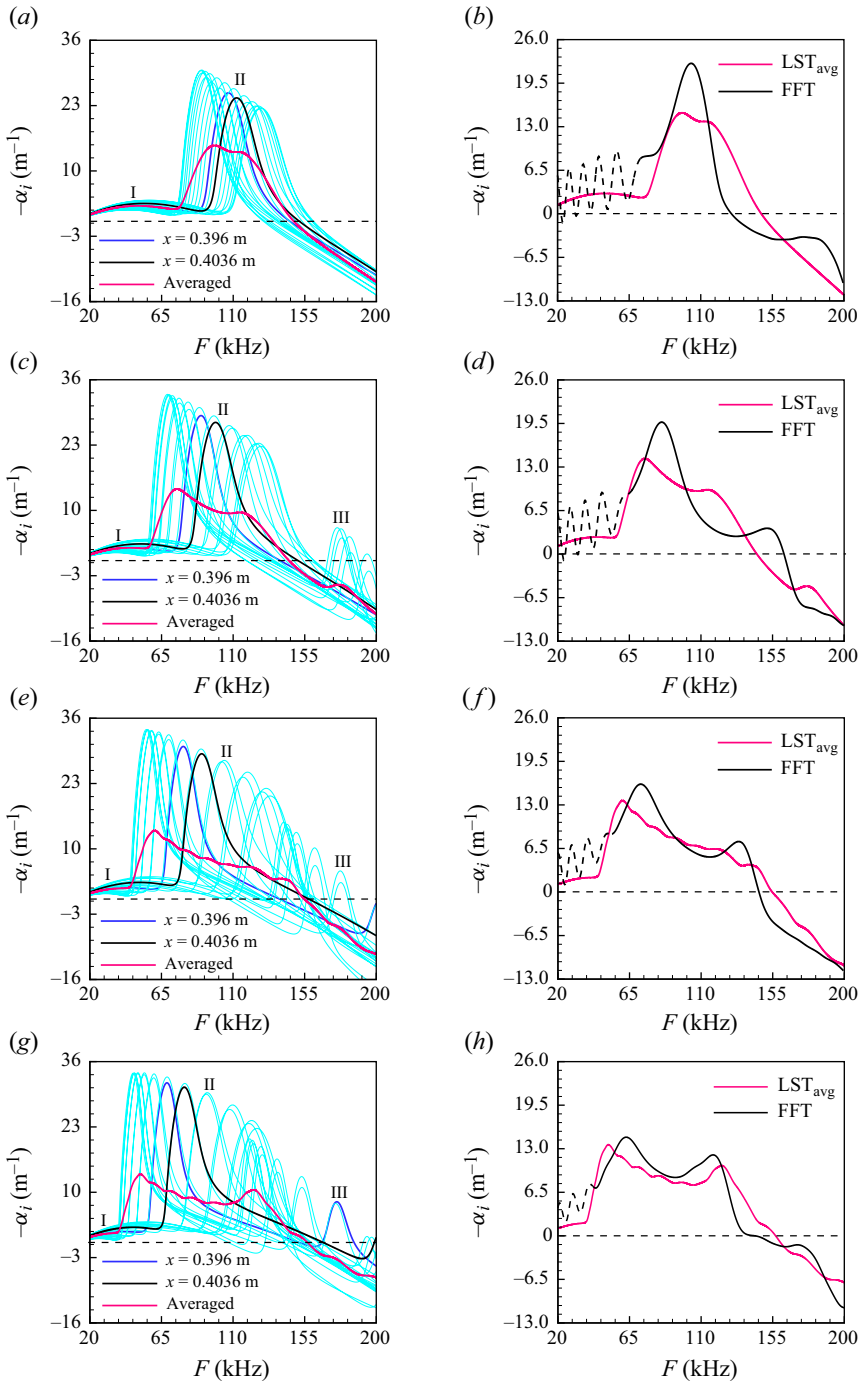 (a)
36
23
10
–3
–16
–αi (m–1)
I
II
x = 0.396 m
x = 0.4036 m
Averaged
20 65 110 155 200
F (kHz)
(b)
26.0
19.5
13.0
6.5
0
–6.5
–13.0
–αi (m–1)
LSTavg
FFT
20 65 110 155 200
F (kHz)
(c)
36
23
10
–3
–16
–αi (m–1)
I
II
III
x = 0.396 m
x = 0.4036 m
Averaged
20 65 110 155 200
F (kHz)
(d)
26.0
19.5
13.0
6.5
0
–6.5
–13.0
–αi (m–1)
LSTavg
FFT
20 65 110 155 200
F (kHz)
(e)
36
23
10
–3
–16
–αi (m–1)
I
II
III
x = 0.396 m
x = 0.4036 m
Averaged
20 65 110 155 200
F (kHz)
(f)
26.0
19.5
13.0
6.5
0
–6.5
–13.0
–αi (m–1)
LSTavg
FFT
20 65 110 155 200
F (kHz)
(g)
36
23
10
–3
–16
–αi (m–1)
I
II
III
x = 0.396 m
x = 0.4036 m
Averaged
20 65 110 155 200
F (kHz)
(h)
26.0
19.5
13.0
6.5
0
–6.5
–13.0
–αi (m–1)
LSTavg
FFT
20 65 110 155 200
F (kHz)